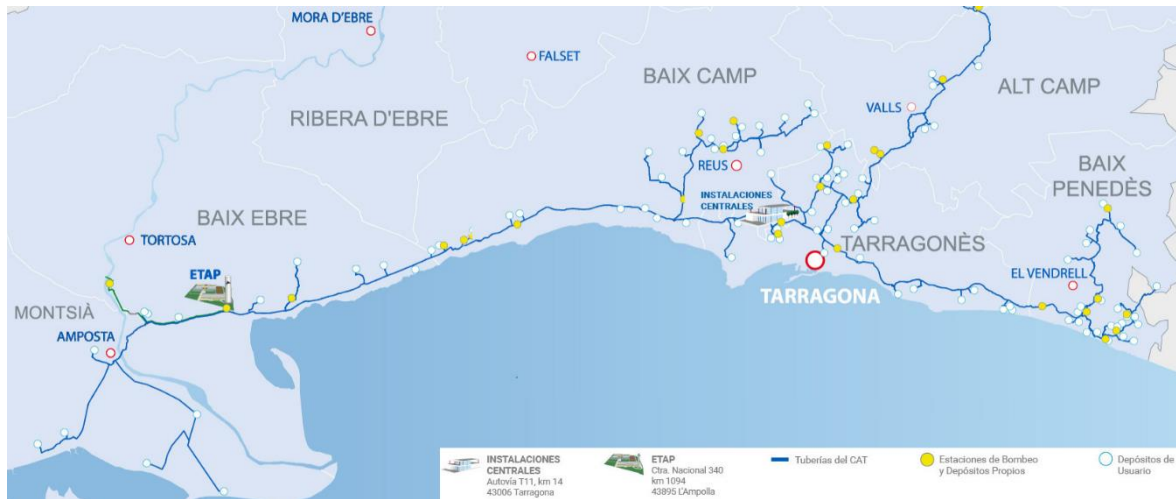 MORA D'EBRE
FALSET
BAIX CAMP
ALT CAMP
VALLS
RIBERA D'EBRE
REUS
BAIX
PENEDÈS
INSTALACIONES
CENTRALES
BAIX EBRE
TORTOSA
TARRAGONÈS
ETAP
EL VENDRELL
TARRAGONA
MONTSIÀ
AMPOSTA
INSTALACIONES
CENTRALES
Autovía T11, km 14
43006 Tarragona
ETAP
Ctra. Nacional 340
km 1094
43895 L'Ampolla
Tuberías del CAT
Estaciones de Bombeo
y Depósitos Propios
Depósitos de
Usuario